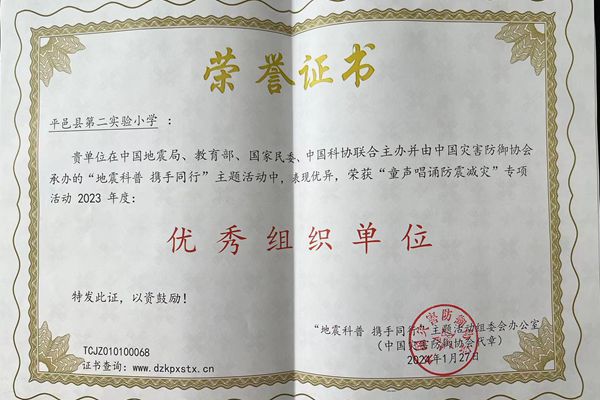 荣誉证书
平邑县第二实验小学 ：
贵单位在中国地震局、教育部、国家民委、中国科协联合主办并由中国灾害防御协会
承办的“地震科普 携手同行”主题活动中，表现优异，荣获“童声唱诵防震减灾”专项
活动 2023 年度：
优秀组织单位
特发此证，以资鼓励！
“地震科普 携手同行”主题活动组委会办公室
（中国灾害防御协会代章）
2024年1月27日
TCJZ010100068
证书查询：www.dzkpxstx.cn